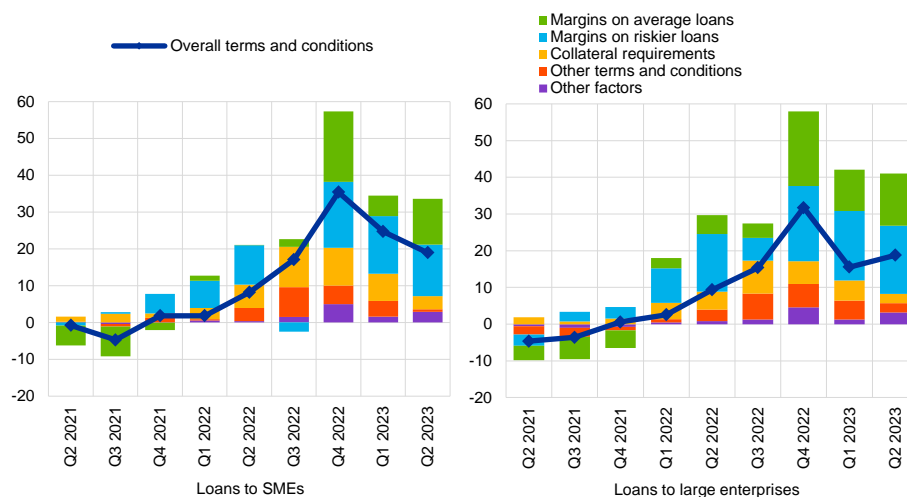 Overall terms and conditions
Margins on average loans
Margins on riskier loans
Collateral requirements
Other terms and conditions
Other factors
60
50
40
30
20
10
0
-10
-20
Q2 2021
Q3 2021
Q4 2021
Q1 2022
Q2 2022
Q3 2022
Q4 2022
Q1 2023
Q2 2023
Loans to SMEs
60
50
40
30
20
10
0
-10
-20
Q2 2021
Q3 2021
Q4 2021
Q1 2022
Q2 2022
Q3 2022
Q4 2022
Q1 2023
Q2 2023
Loans to large enterprises